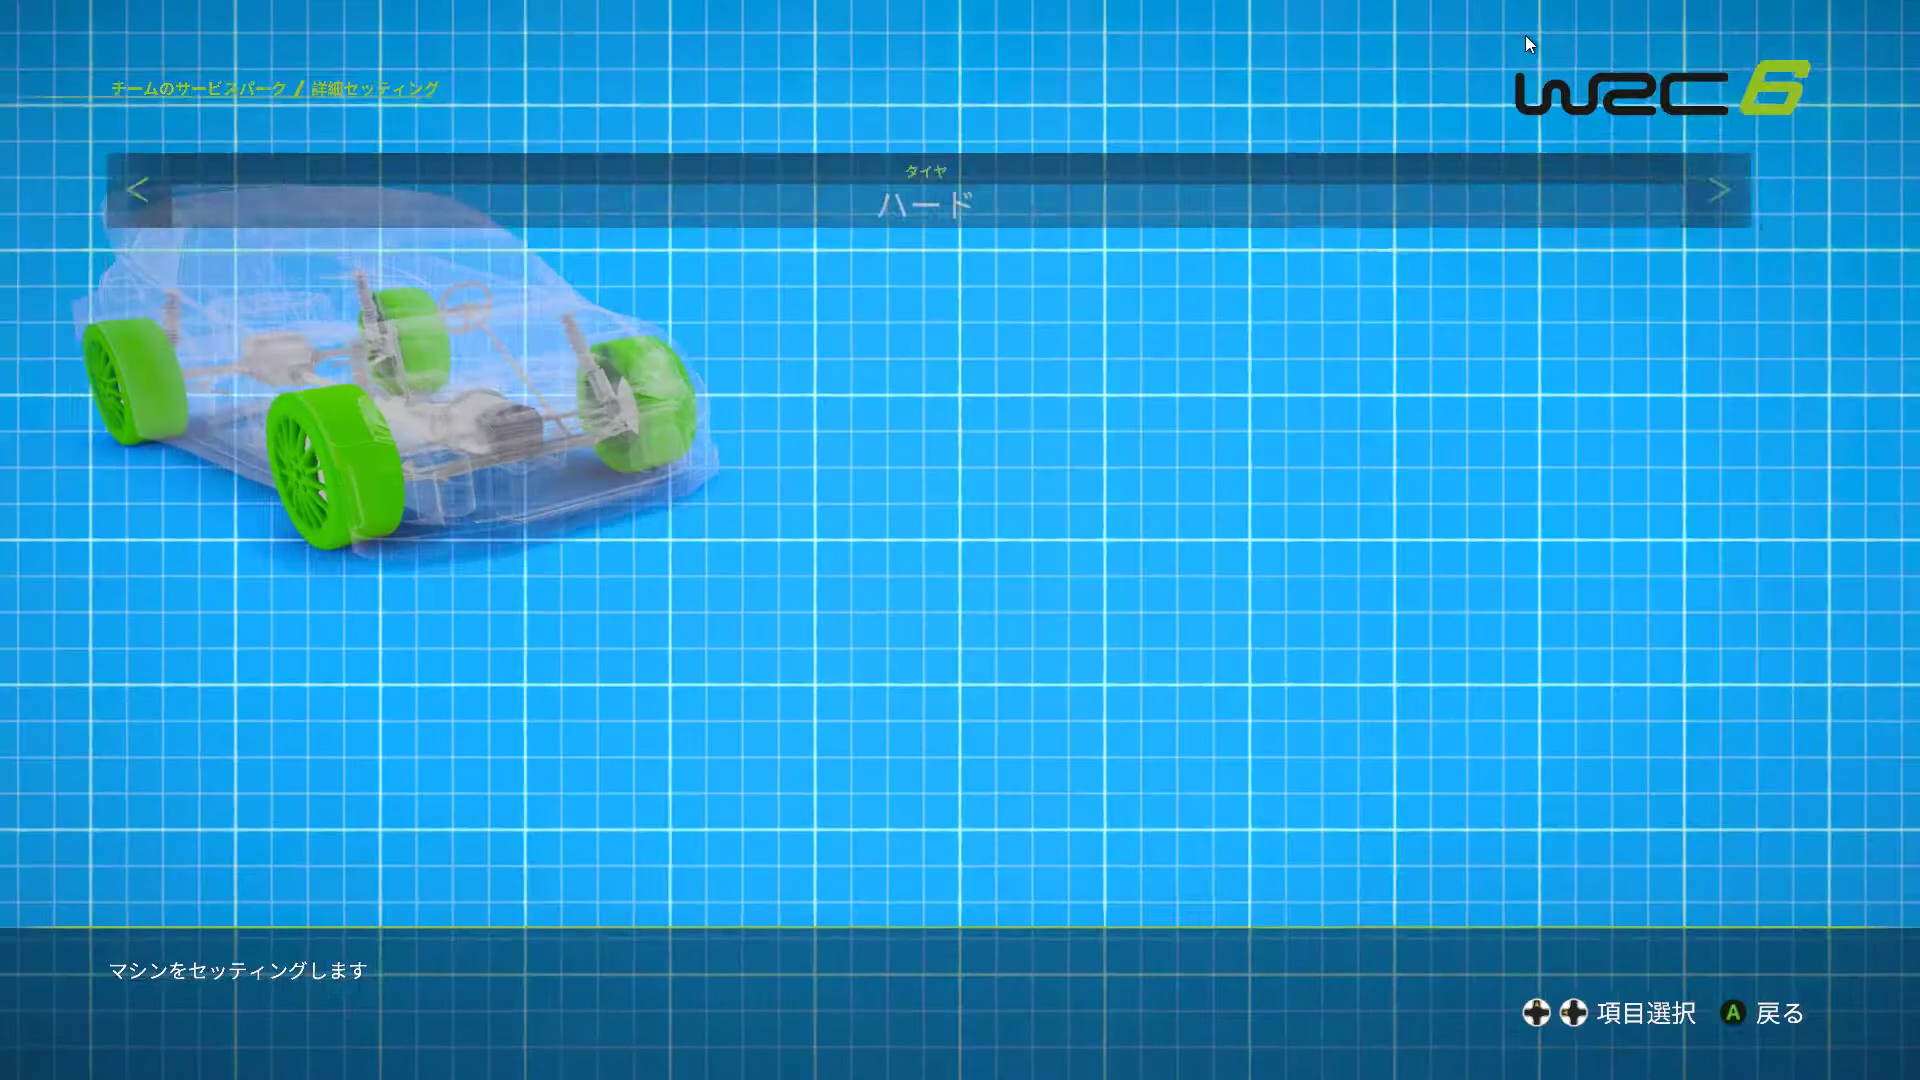 チームのサービスパーク / 詳細セッティング
WRC 6
タイヤ
< ハード >
マシンをセッティングします
項目選択 A 戻る